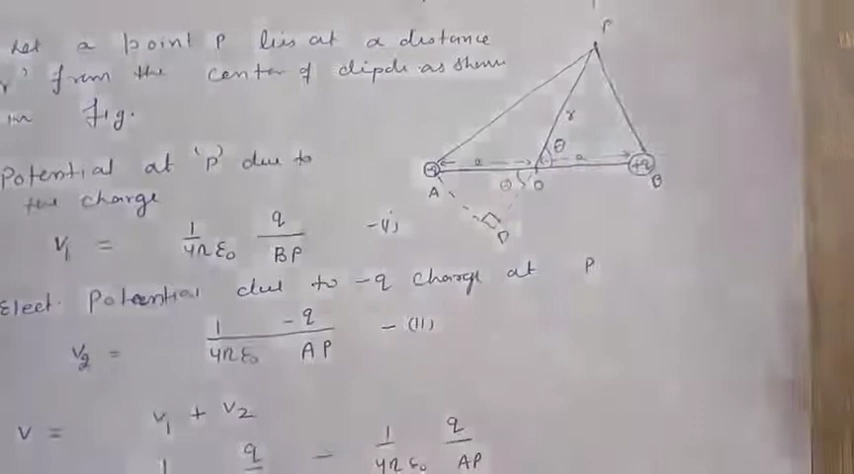 Let a point P lies at a distance
r' from the center of dipole as shown
in fig.
P
r
θ
a
a
+q
A
θ
O
B
D
Potential at 'P' due to
the charge
V₁ = 1/4πε₀ q/BP -(i)
Elect. Potential due to -q charge at P
V₂ = 1/4πε₀ -q/AP - (II)
V = V₁ + V₂
1 q - 1/4πε₀ q/AP